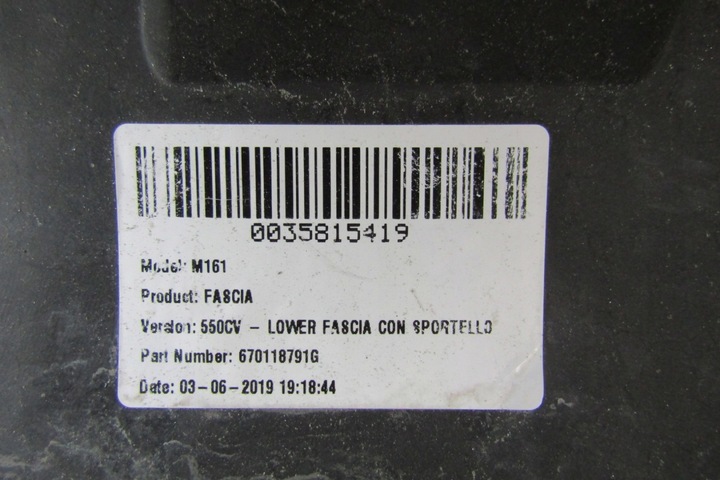 0035815419
Model: M161
Product: FASCIA
Version: 550CV - LOWER FASCIA CON SPORTELLO
Part Number: 670118791G
Date: 03-06-2019 19:18:44